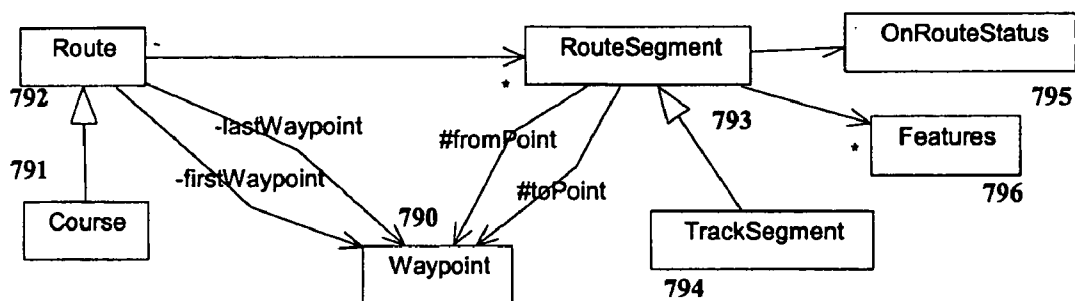 Route
-
RouteSegment
OnRouteStatus
*
792
793
795
-lastWaypoint
#fromPoint
*
Features
791
-firstWaypoint
#toPoint
796
Course
790
TrackSegment
Waypoint
794